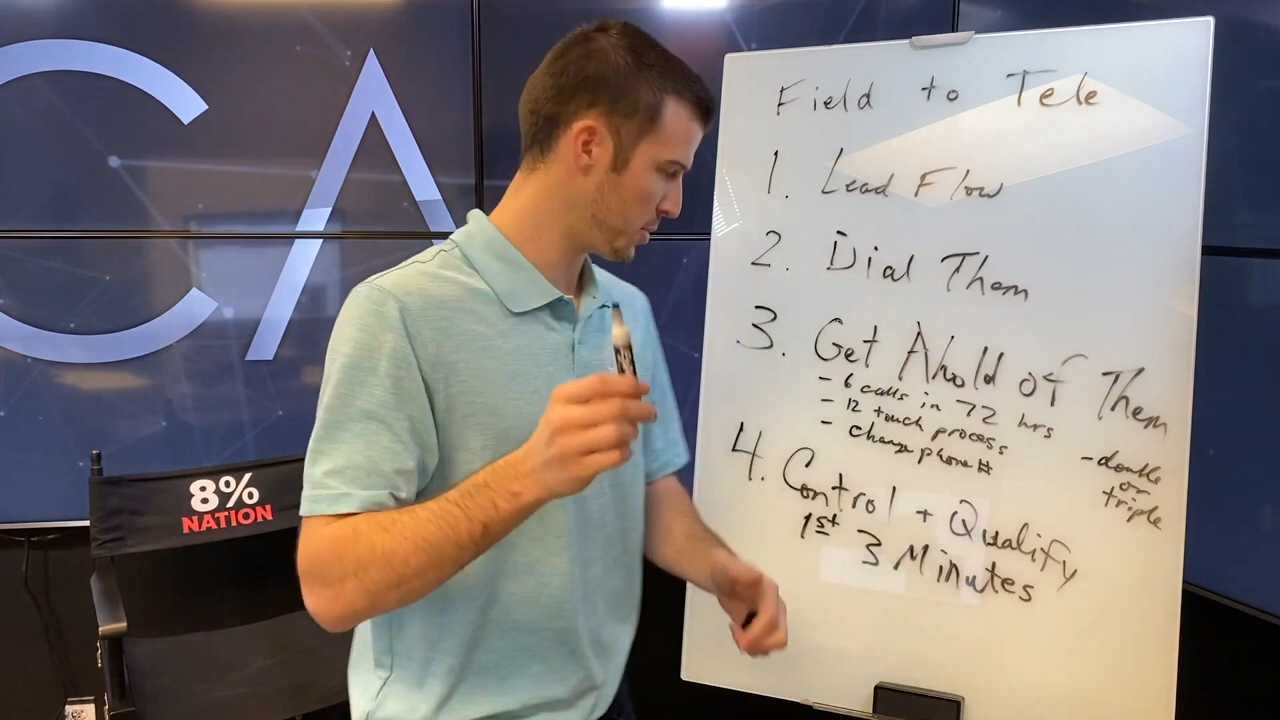 CA
8%
NATION
Field to Tele
1. Lead Flow
2. Dial Them
3. Get Ahold of Them
- 6 calls in 72 hrs
- 12 touch process
- change phone #
- double
or
triple
4. Control + Qualify
1st 3 Minutes